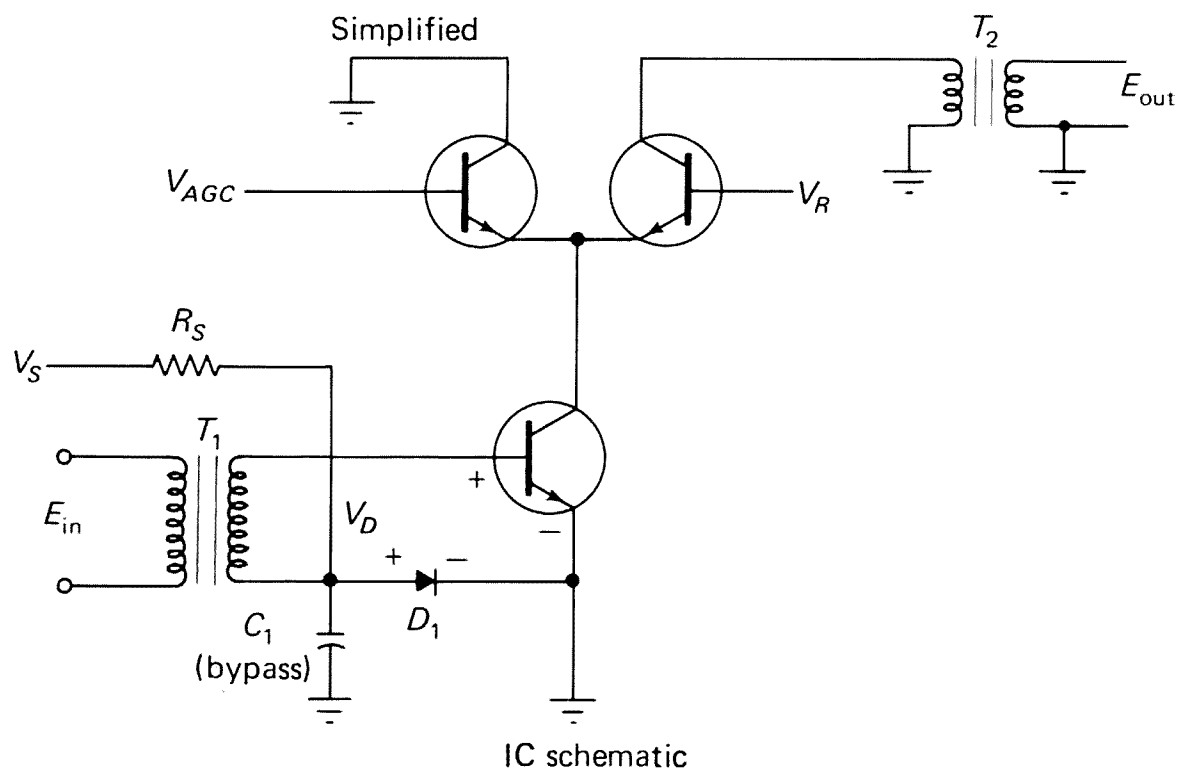 Simplified
T2
Eout
VAGC
VR
RS
VS
T1
+
Ein
VD
−
+ −
C1
D1
(bypass)
IC schematic